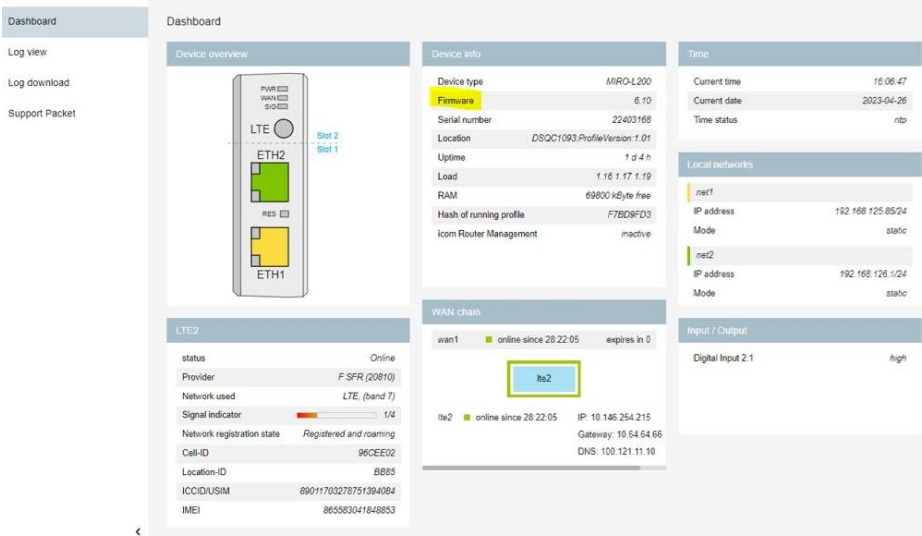 Dashboard
Log view
Log download
Support Packet
Dashboard
Device overview
PWR
WAN
SIG
LTE
Slot 2
Slot 1
ETH2
RES
ETH1
Device info
Device type MIRO-L200
Firmware 6.10
Serial number 22403168
Location DSQC1093:ProfileVersion:1.01
Uptime 1 d 4 h
Load 1.16 1.17 1.19
RAM 69800 kByte free
Hash of running profile F7BD9FD3
icom Router Management inactive
Time
Current time 16:06:47
Current date 2023-04-26
Time status ntp
Local networks
net1
IP address 192.168.125.85/24
Mode static
net2
IP address 192.168.126.1/24
Mode static
LTE2
status Online
Provider F SFR (20810)
Network used LTE, (band 7)
Signal indicator 1/4
Network registration state Registered and roaming
Cell-ID 96CEE02
Location-ID BB85
ICCID/USIM 89011703278751394084
IMEI 865583041848853
WAN chain
wan1 online since 28:22:05 expires in 0
lte2
lte2 online since 28:22:05 IP: 10.146.254.215
Gateway: 10.64.64.66
DNS: 100.121.11.10
Input / Output
Digital Input 2.1 high